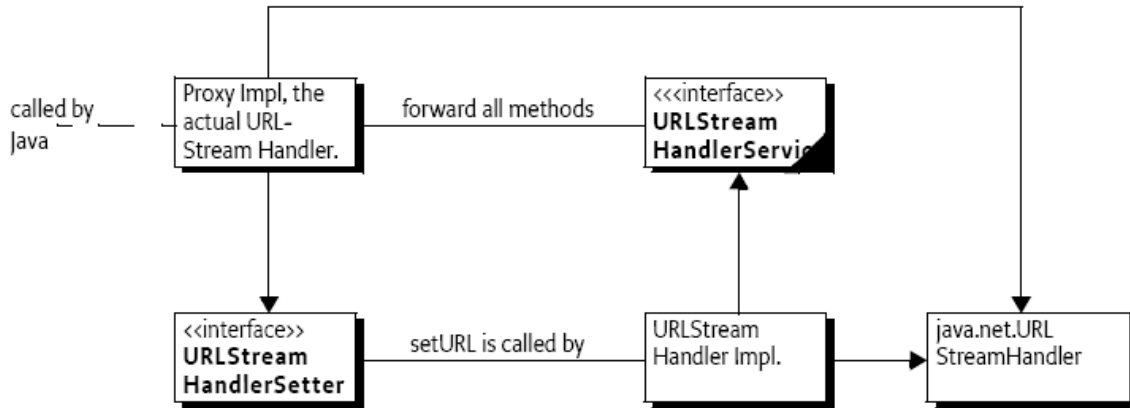 called by
Java
Proxy Impl, the
actual URL-
Stream Handler.
forward all methods
<<<interface>>
URLStream
HandlerServic
<<interface>>
URLStream
HandlerSetter
setURL is called by
URLStream
Handler Impl.
java.net.URL
StreamHandler